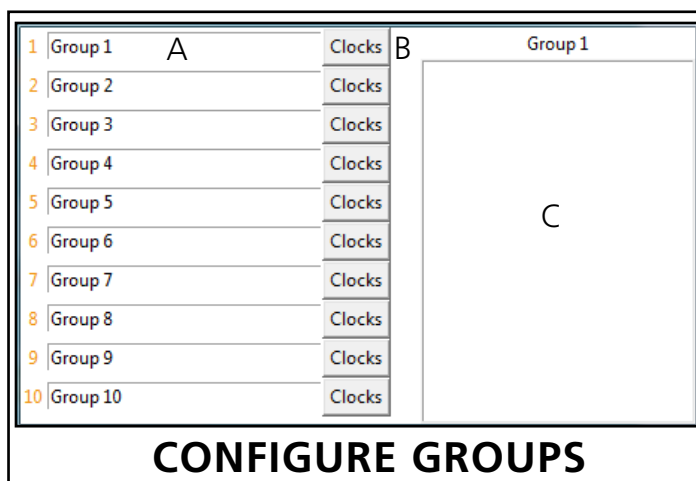 1 Group 1 A Clocks B Group 1
2 Group 2 Clocks
3 Group 3 Clocks
4 Group 4 Clocks
5 Group 5 Clocks C
6 Group 6 Clocks
7 Group 7 Clocks
8 Group 8 Clocks
9 Group 9 Clocks
10 Group 10 Clocks
CONFIGURE GROUPS